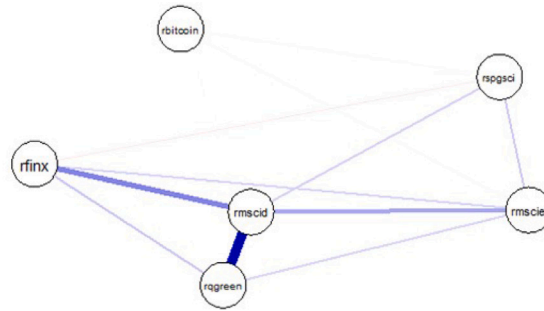 rbitcoin
rspgsci
rfinx
rmscid
rmscie
rqgreen